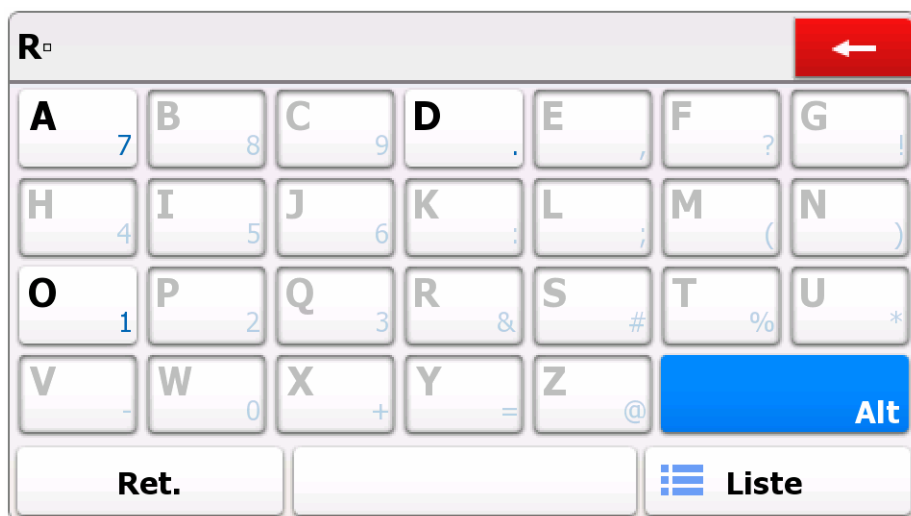 R
A 7 B 8 C 9 D . E , F ? G !
H 4 I 5 J 6 K : L ; M ( N )
O 1 P 2 Q 3 R & S # T % U *
V - W 0 X + Y = Z @ Alt
Ret. Liste